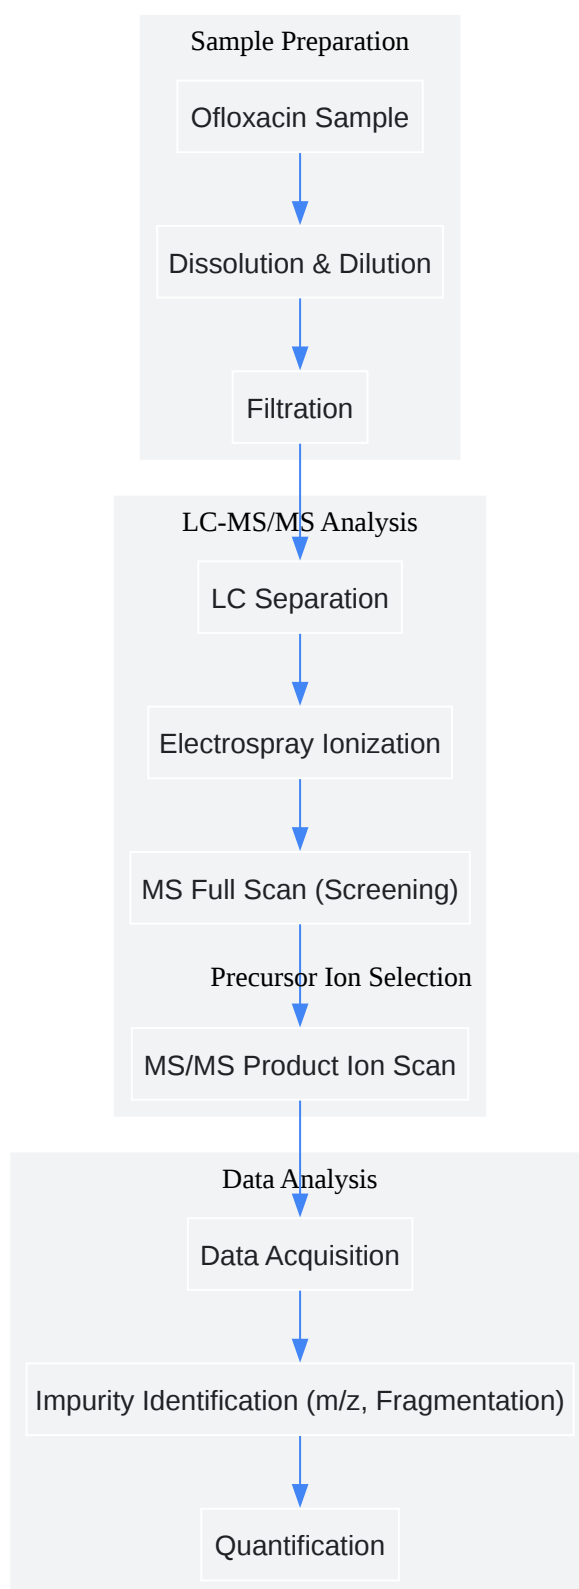 Sample Preparation
Ofloxacin Sample
Dissolution & Dilution
Filtration
LC-MS/MS Analysis
LC Separation
Electrospray Ionization
MS Full Scan (Screening)
Precursor Ion Selection
MS/MS Product Ion Scan
Data Analysis
Data Acquisition
Impurity Identification (m/z, Fragmentation)
Quantification